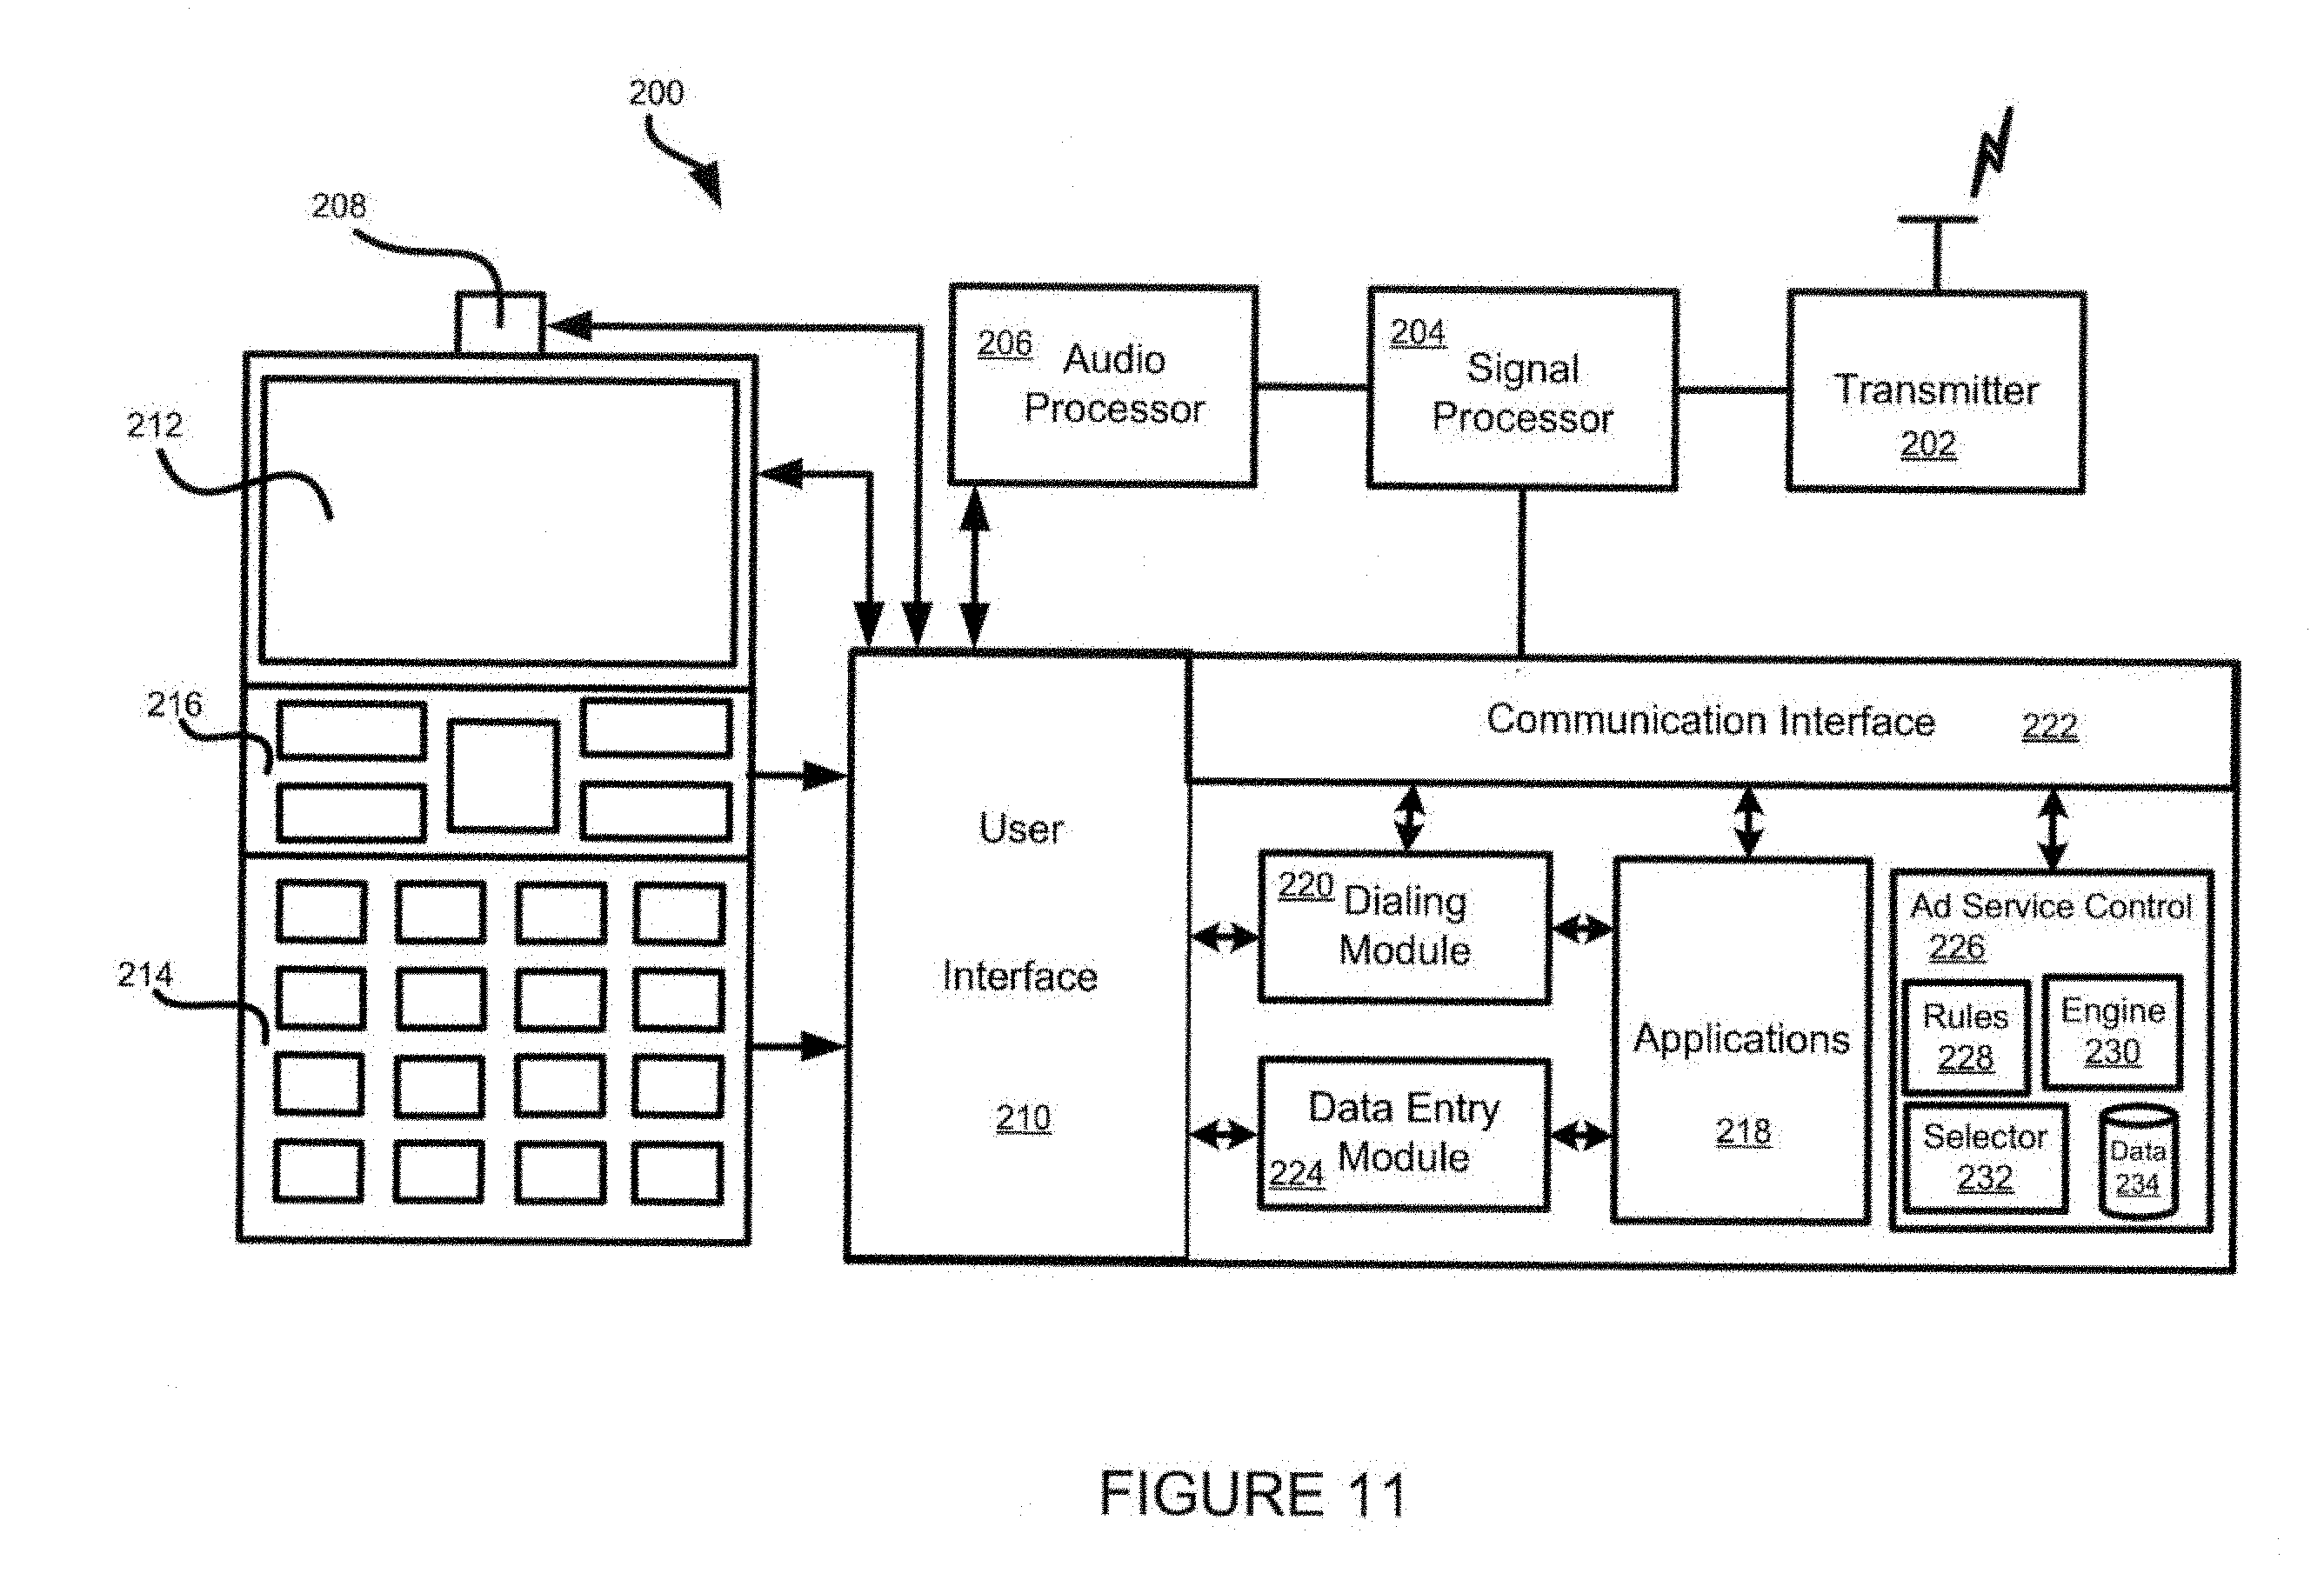 200
208
212
216
214
206
Audio
Processor
204
Signal
Processor
Transmitter
202
User
Interface
210
Communication Interface 222
220
Dialing
Module
Data Entry
Module
224
Applications
218
Ad Service Control
226
Rules
228
Engine
230
Selector
232
Data
234
FIGURE 11